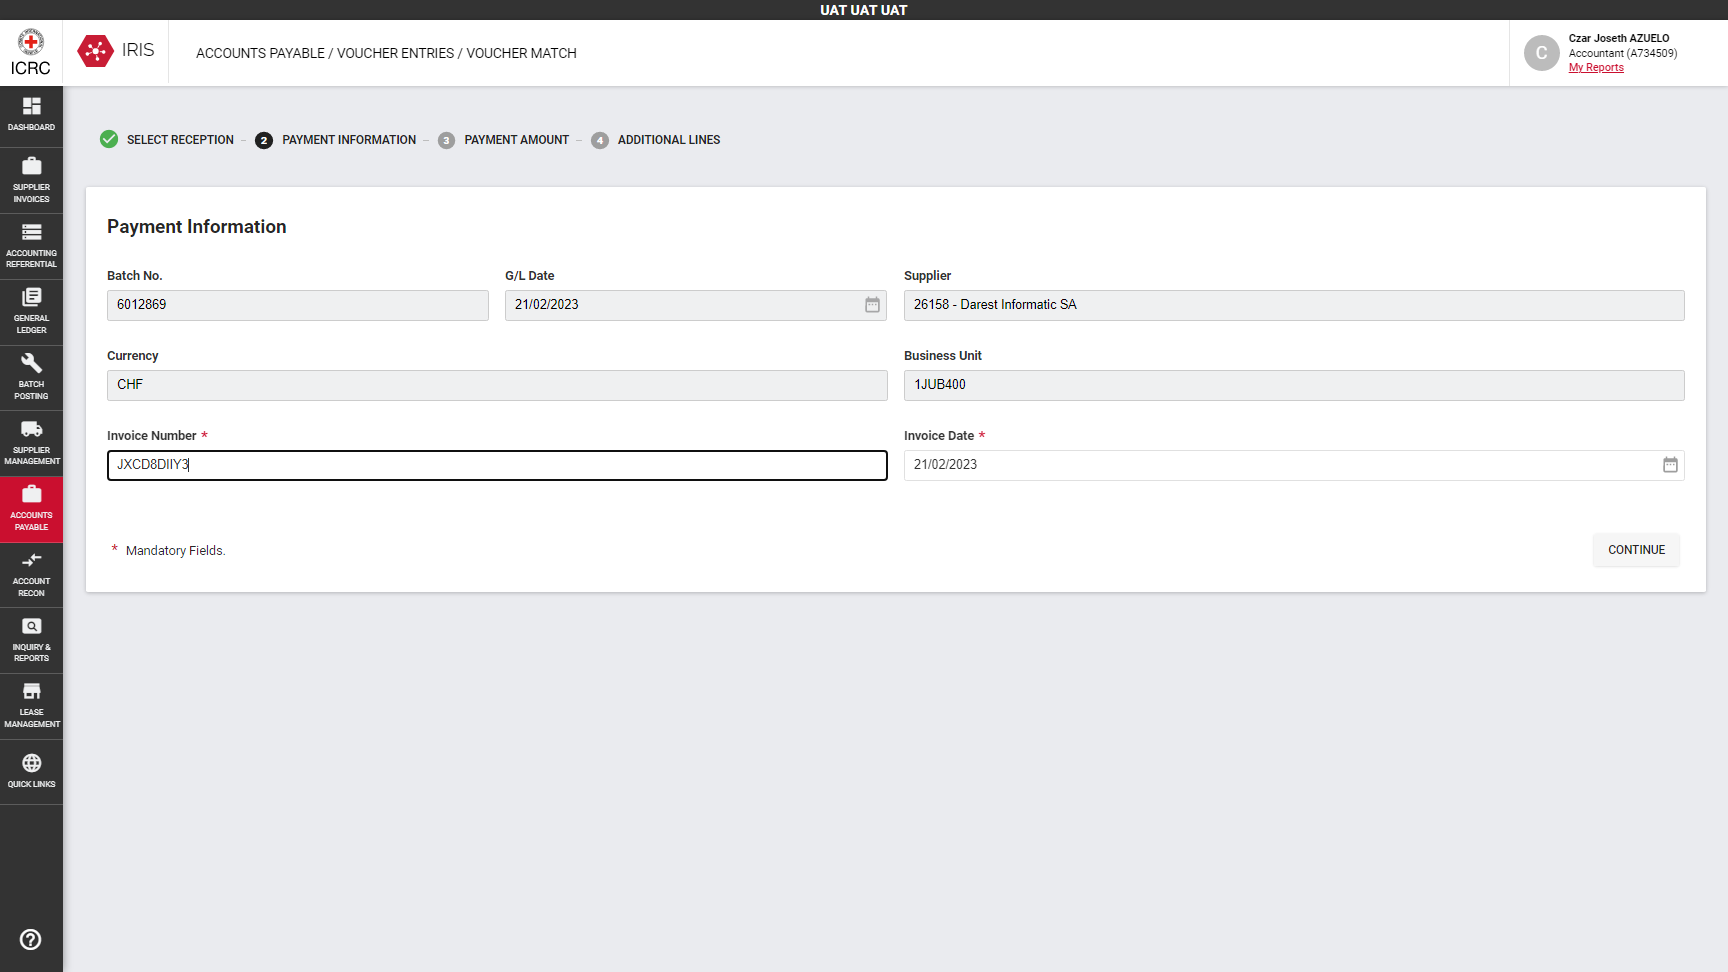 UAT UAT UAT
ICRC
IRIS
ACCOUNTS PAYABLE / VOUCHER ENTRIES / VOUCHER MATCH
C
Czar Joseth AZUELO
Accountant (A734509)
My Reports
DASHBOARD
SUPPLIER
INVOICES
ACCOUNTING
REFERENTIAL
GENERAL
LEDGER
BATCH
POSTING
SUPPLIER
MANAGEMENT
ACCOUNTS
PAYABLE
ACCOUNT
RECON
INQUIRY &
REPORTS
LEASE
MANAGEMENT
QUICK LINKS
SELECT RECEPTION – 2 PAYMENT INFORMATION – 3 PAYMENT AMOUNT – 4 ADDITIONAL LINES
Payment Information
Batch No.
6012869
G/L Date
21/02/2023
Supplier
26158 - Darest Informatic SA
Currency
CHF
Business Unit
1JUB400
Invoice Number *
JXCD8DIIY3
Invoice Date *
21/02/2023
* Mandatory Fields.
CONTINUE